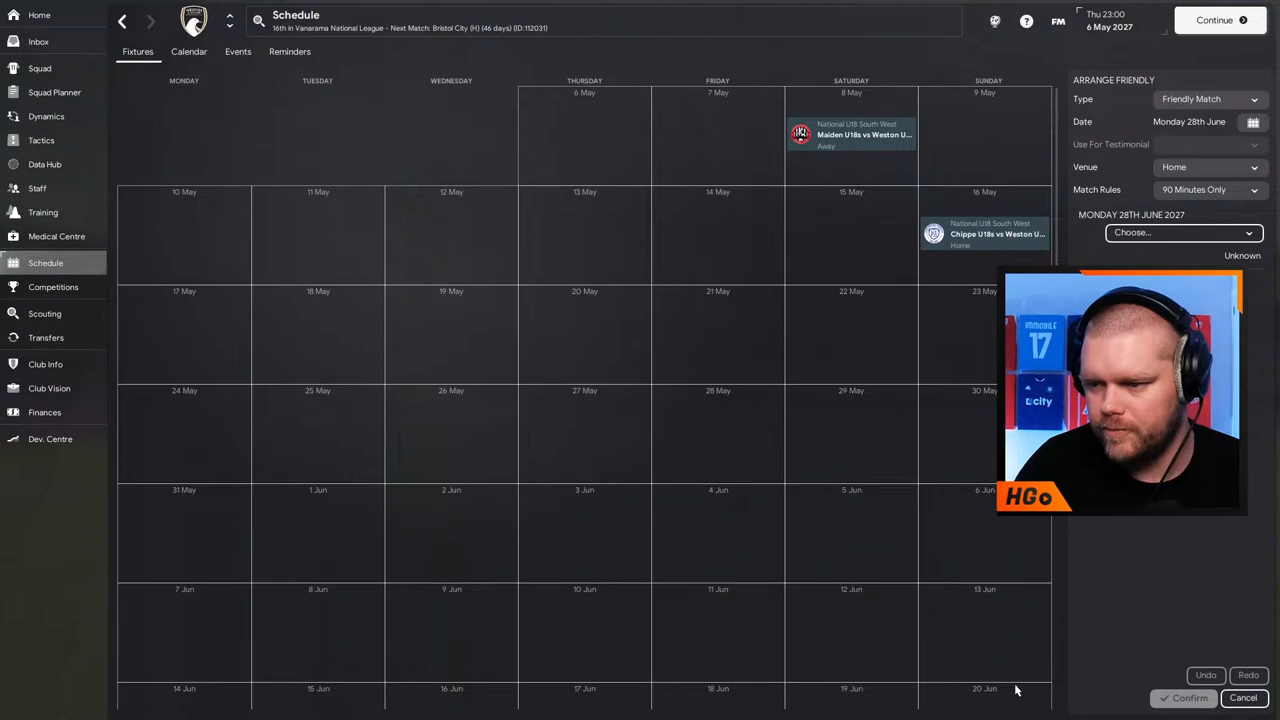 Home
Inbox
Squad
Squad Planner
Dynamics
Tactics
Data Hub
Staff
Training
Medical Centre
Schedule
Competitions
Scouting
Transfers
Club Info
Club Vision
Finances
Dev. Centre
Schedule
16th in Vanarama National League - Next Match: Bristol City (H) (46 days) (ID:112031)
FM
Thu 23:00
6 May 2027
Continue
Fixtures Calendar Events Reminders
MONDAY TUESDAY WEDNESDAY THURSDAY FRIDAY SATURDAY SUNDAY
6 May 7 May 8 May 9 May
National U18 South West
Maiden U18s vs Weston U...
Away
10 May 11 May 12 May 13 May 14 May 15 May 16 May
National U18 South West
Chippe U18s vs Weston U...
Home
17 May 18 May 19 May 20 May 21 May 22 May 23 May
24 May 25 May 26 May 27 May 28 May 29 May 30 May
31 May 1 Jun 2 Jun 3 Jun 4 Jun 5 Jun 6 Jun
7 Jun 8 Jun 9 Jun 10 Jun 11 Jun 12 Jun 13 Jun
14 Jun 15 Jun 16 Jun 17 Jun 18 Jun 19 Jun 20 Jun
ARRANGE FRIENDLY
Type Friendly Match
Date Monday 28th June
Use For Testimonial
Venue Home
Match Rules 90 Minutes Only
MONDAY 28TH JUNE 2027
Choose...
Unknown
IMMOBILE
17
city
HGo
Undo Redo
Confirm Cancel